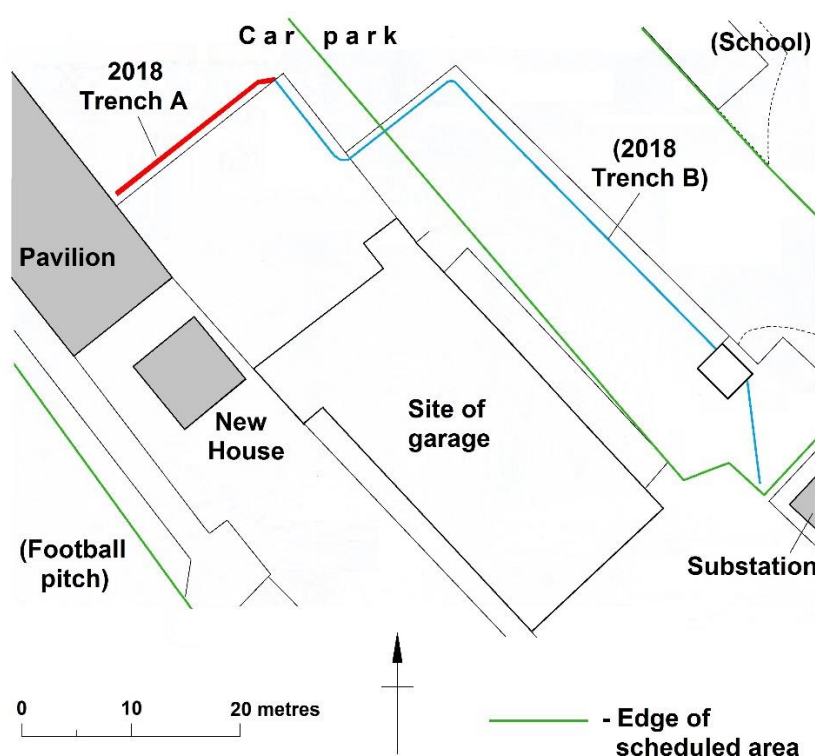 Car park
(School)
2018
Trench A
(2018
Trench B)
Pavilion
New
House
Site of
garage
(Football
pitch)
Substation
0 10 20 metres
- Edge of
scheduled area